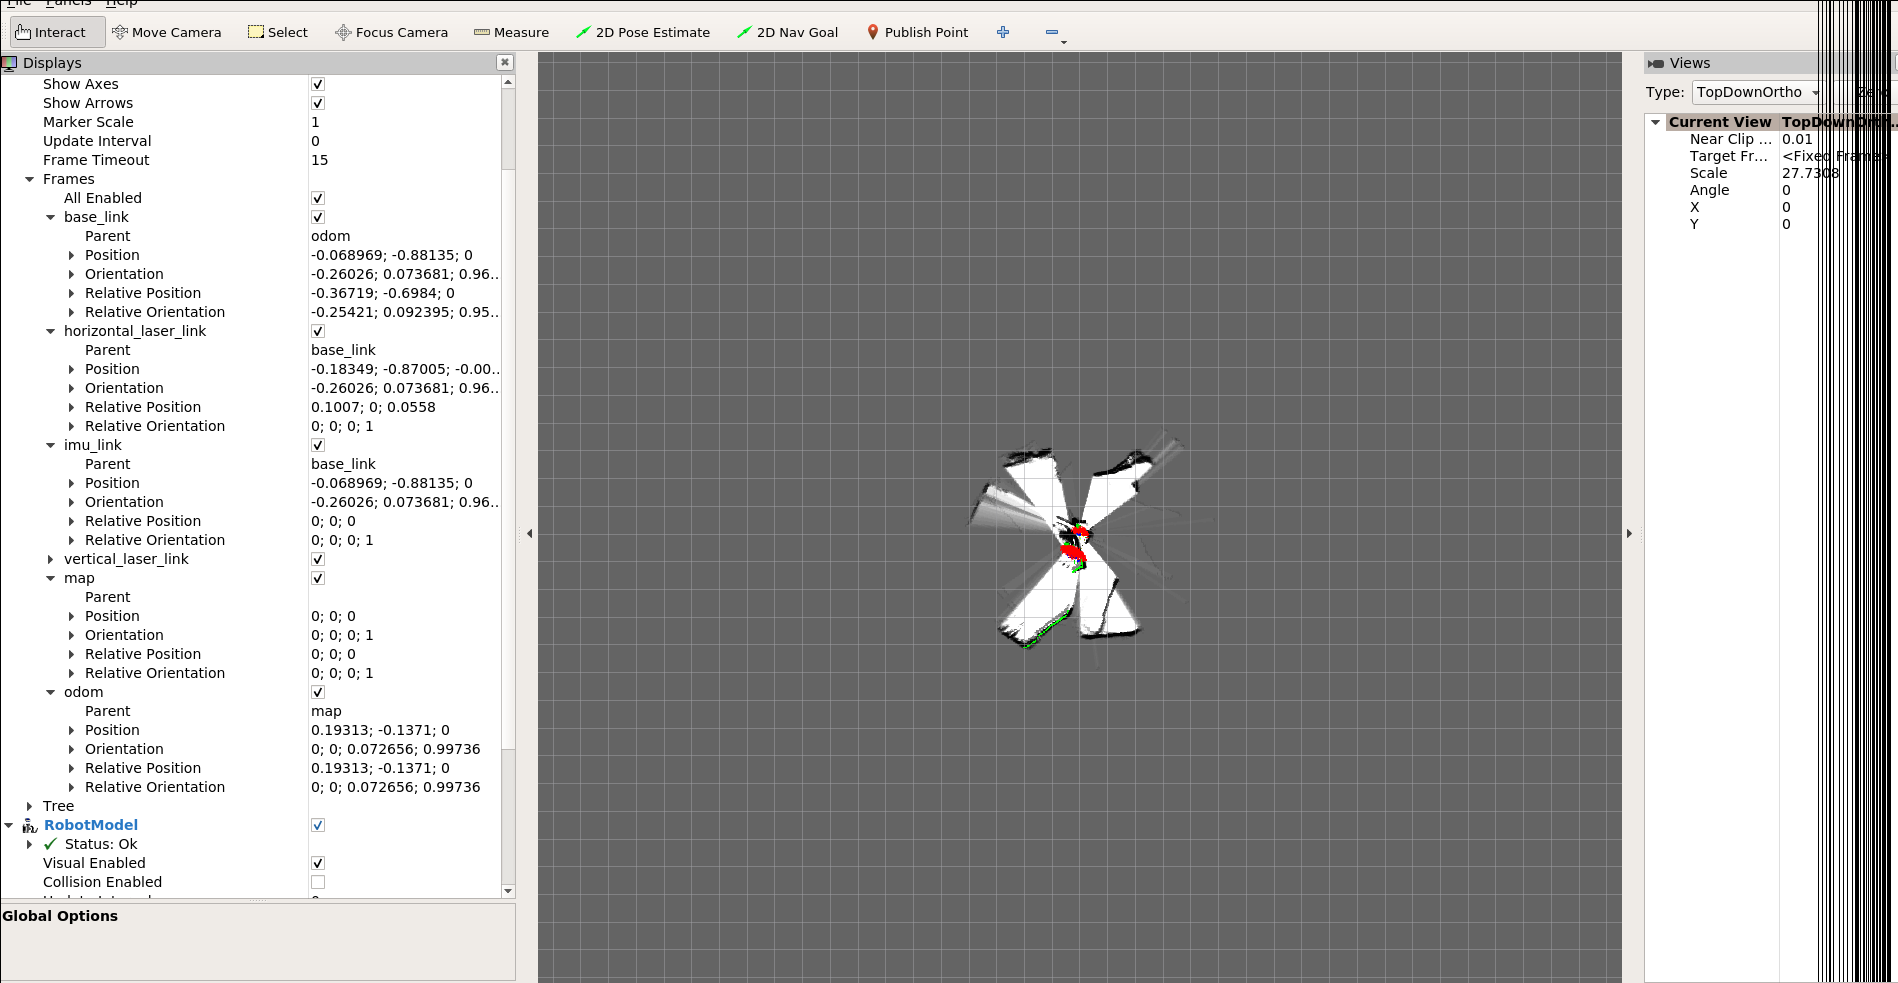 File Panels Help
Interact Move Camera Select Focus Camera Measure 2D Pose Estimate 2D Nav Goal Publish Point
Displays
Show Axes
Show Arrows
Marker Scale 1
Update Interval 0
Frame Timeout 15
Frames
All Enabled
base_link
Parent odom
Position -0.068969; -0.88135; 0
Orientation -0.26026; 0.073681; 0.96...
Relative Position -0.36719; -0.6984; 0
Relative Orientation -0.25421; 0.092395; 0.95...
horizontal_laser_link
Parent base_link
Position -0.18349; -0.87005; -0.00...
Orientation -0.26026; 0.073681; 0.96...
Relative Position 0.1007; 0; 0.0558
Relative Orientation 0; 0; 0; 1
imu_link
Parent base_link
Position -0.068969; -0.88135; 0
Orientation -0.26026; 0.073681; 0.96...
Relative Position 0; 0; 0
Relative Orientation 0; 0; 0; 1
vertical_laser_link
map
Parent
Position 0; 0; 0
Orientation 0; 0; 0; 1
Relative Position 0; 0; 0
Relative Orientation 0; 0; 0; 1
odom
Parent map
Position 0.19313; -0.1371; 0
Orientation 0; 0; 0.072656; 0.99736
Relative Position 0.19313; -0.1371; 0
Relative Orientation 0; 0; 0.072656; 0.99736
Tree
RobotModel
Status: Ok
Visual Enabled
Collision Enabled
Global Options
Views
Type: TopDownOrtho
Current View TopDownOrth...
Near Clip ... 0.01
Target Fr... <Fixed Frame>
Scale 27.7308
Angle 0
X 0
Y 0